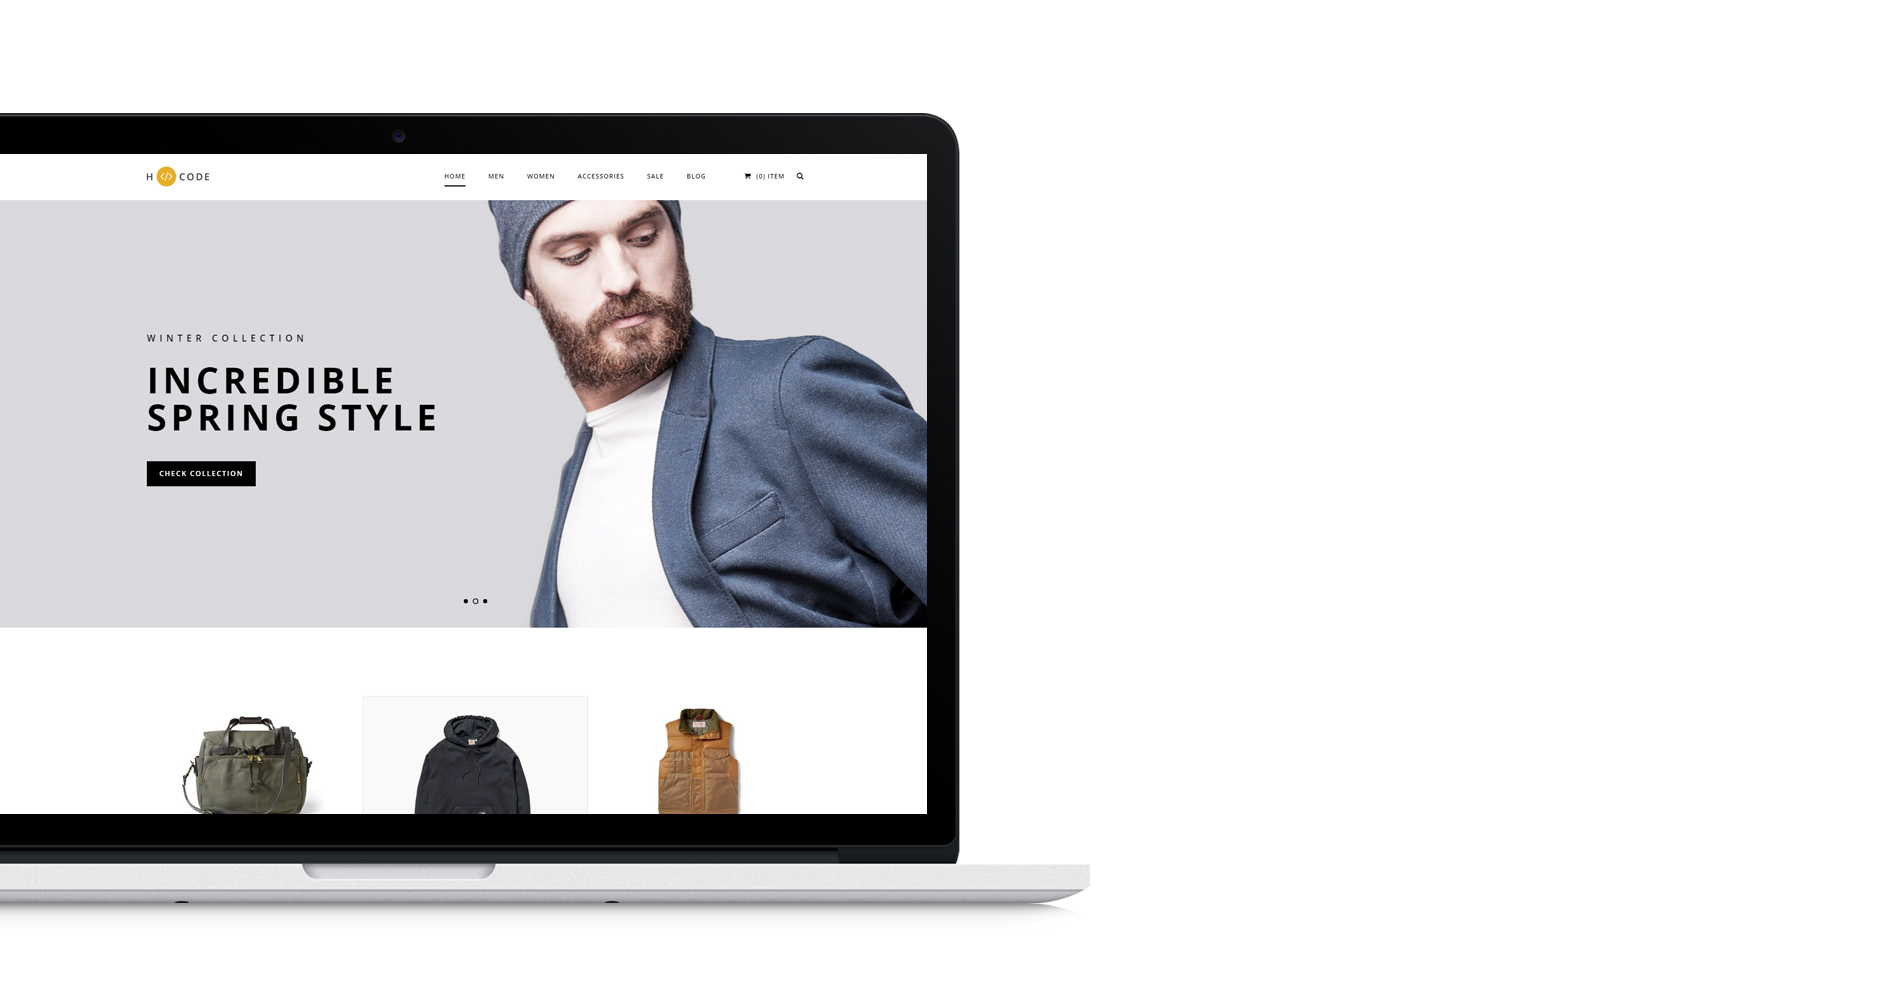 H </> CODE
HOME MEN WOMEN ACCESSORIES SALE BLOG (0) ITEM
WINTER COLLECTION
INCREDIBLE
SPRING STYLE
CHECK COLLECTION